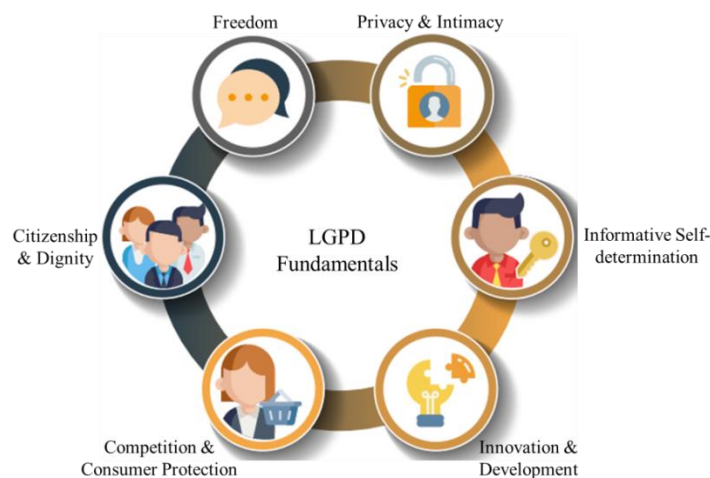 Freedom
Privacy & Intimacy
Citizenship
& Dignity
LGPD
Fundamentals
Informative Self-
determination
Competition &
Consumer Protection
Innovation &
Development